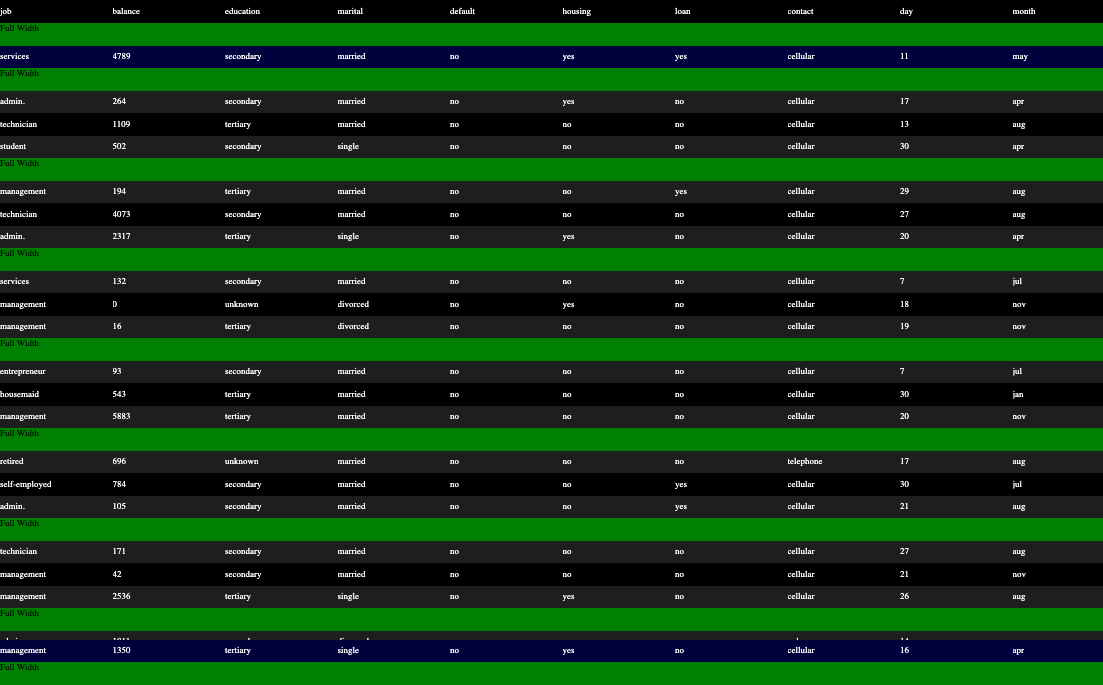 job balance education marital default housing loan contact day month
Full Width
services 4789 secondary married no yes yes cellular 11 may
Full Width
admin. 264 secondary married no yes no cellular 17 apr
technician 1109 tertiary married no no no cellular 13 aug
student 502 secondary single no no no cellular 30 apr
Full Width
management 194 tertiary married no no yes cellular 29 aug
technician 4073 secondary married no no no cellular 27 aug
admin. 2317 tertiary single no yes no cellular 20 apr
Full Width
services 132 secondary married no no no cellular 7 jul
management 0 unknown divorced no yes no cellular 18 nov
management 16 tertiary divorced no no no cellular 19 nov
Full Width
entrepreneur 93 secondary married no no no cellular 7 jul
housemaid 543 tertiary married no no no cellular 30 jan
management 5883 tertiary married no no no cellular 20 nov
Full Width
retired 696 unknown married no no no telephone 17 aug
self-employed 784 secondary married no no yes cellular 30 jul
admin. 105 secondary married no no yes cellular 21 aug
Full Width
technician 171 secondary married no no no cellular 27 aug
management 42 secondary married no no no cellular 21 nov
management 2536 tertiary single no yes no cellular 26 aug
Full Width
management 1350 tertiary single no yes no cellular 16 apr
Full Width